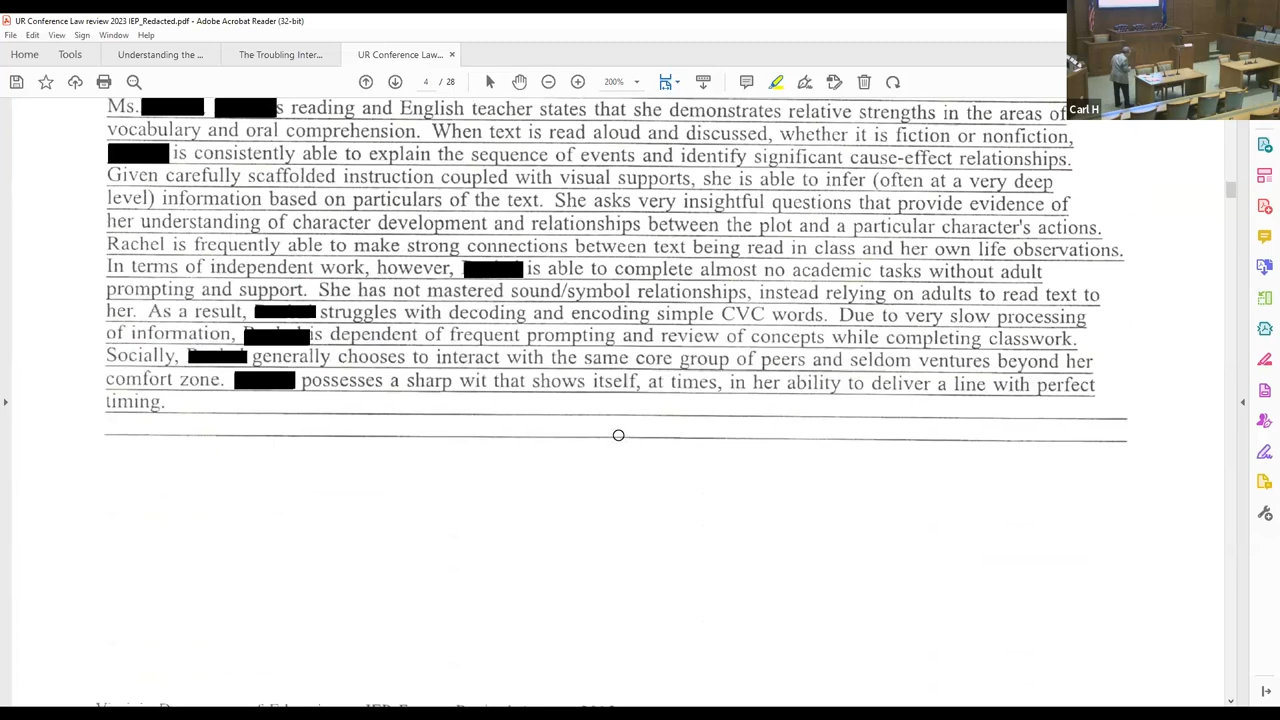 UR Conference Law review 2023 IEP_Redacted.pdf - Adobe Acrobat Reader (32-bit)
File Edit View Sign Window Help
Home Tools Understanding the ... The Troubling Inter... UR Conference Law... ×
4 / 28 200%
Carl H
Ms. s reading and English teacher states that she demonstrates relative strengths in the areas of
vocabulary and oral comprehension. When text is read aloud and discussed, whether it is fiction or nonfiction,
is consistently able to explain the sequence of events and identify significant cause-effect relationships.
Given carefully scaffolded instruction coupled with visual supports, she is able to infer (often at a very deep
level) information based on particulars of the text. She asks very insightful questions that provide evidence of
her understanding of character development and relationships between the plot and a particular character's actions.
Rachel is frequently able to make strong connections between text being read in class and her own life observations.
In terms of independent work, however, is able to complete almost no academic tasks without adult
prompting and support. She has not mastered sound/symbol relationships, instead relying on adults to read text to
her. As a result, struggles with decoding and encoding simple CVC words. Due to very slow processing
of information, is dependent of frequent prompting and review of concepts while completing classwork.
Socially, generally chooses to interact with the same core group of peers and seldom ventures beyond her
comfort zone. possesses a sharp wit that shows itself, at times, in her ability to deliver a line with perfect
timing.